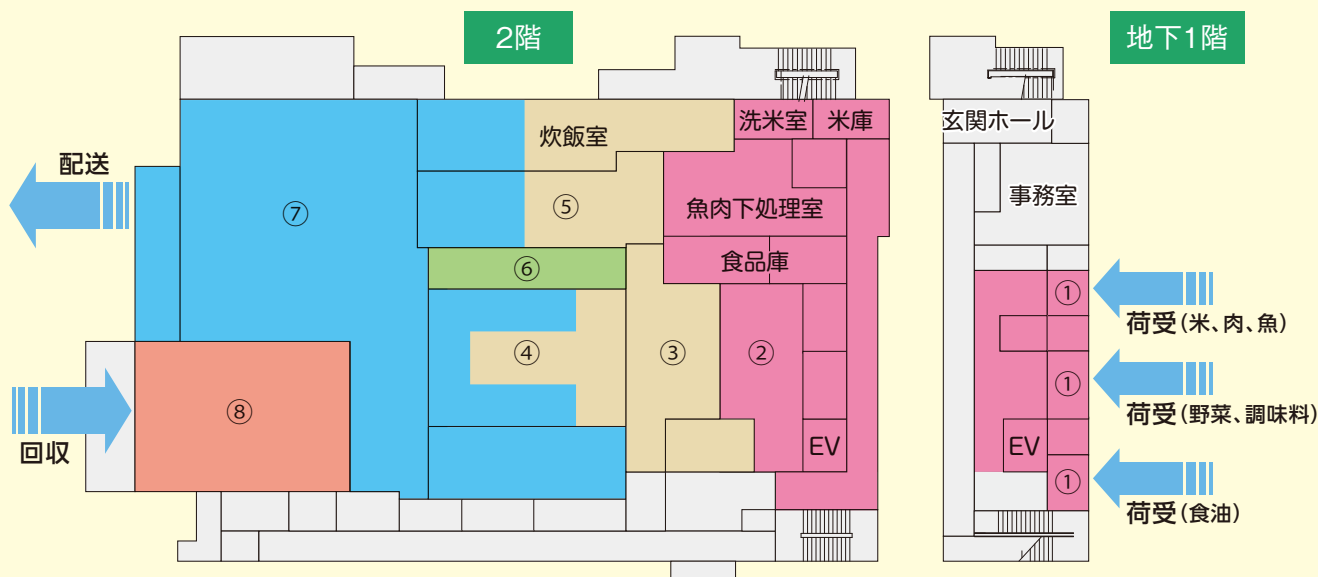 2階
地下1階
洗米室
米庫
玄関ホール
炊飯室
配送
事務室
⑦
⑤
魚肉下処理室
⑥
食品庫
①
荷受(米、肉、魚)
④
③
②
①
⑧
荷受(野菜、調味料)
回収
EV
EV
①
荷受(食油)